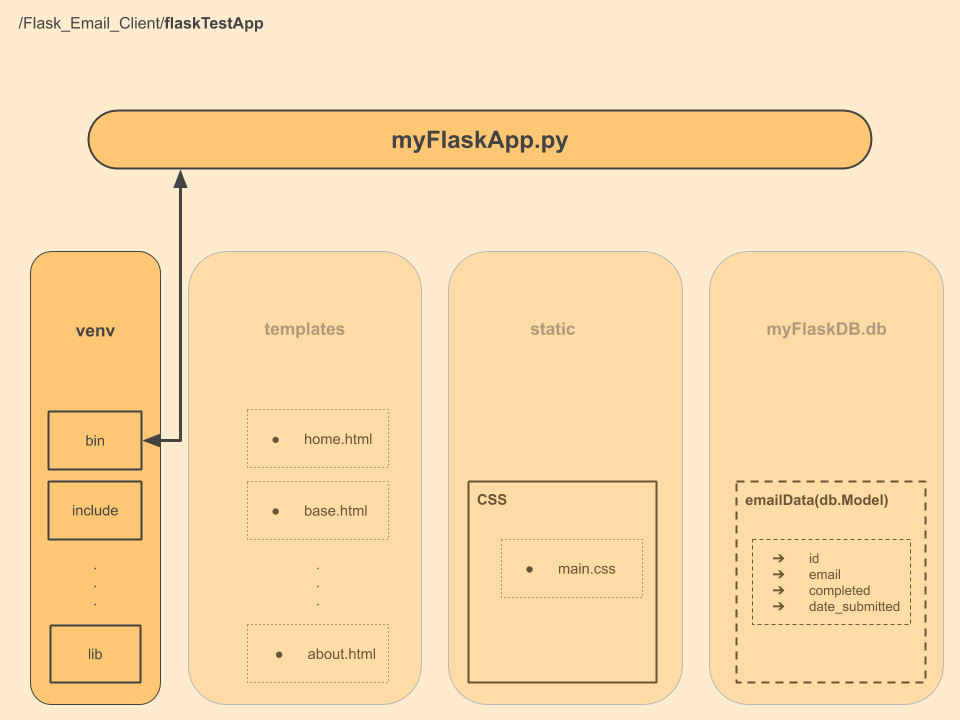 /Flask_Email_Client/flaskTestApp
myFlaskApp.py
venv
bin
include
.
.
.
lib
templates
● home.html
● base.html
.
.
● about.html
static
CSS
● main.css
myFlaskDB.db
emailData(db.Model)
➔ id
➔ email
➔ completed
➔ date_submitted